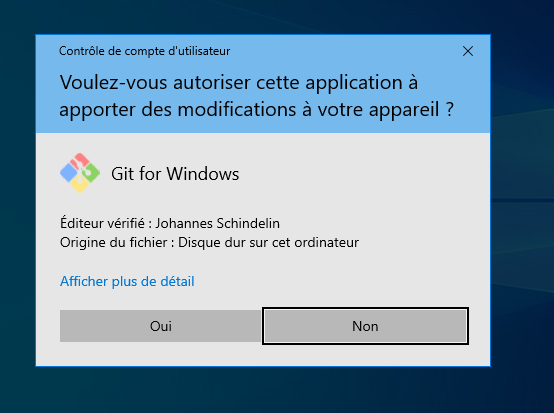 Contrôle de compte d'utilisateur
Voulez-vous autoriser cette application à
apporter des modifications à votre appareil ?
Git for Windows
Éditeur vérifié : Johannes Schindelin
Origine du fichier : Disque dur sur cet ordinateur
Afficher plus de détail
Oui
Non